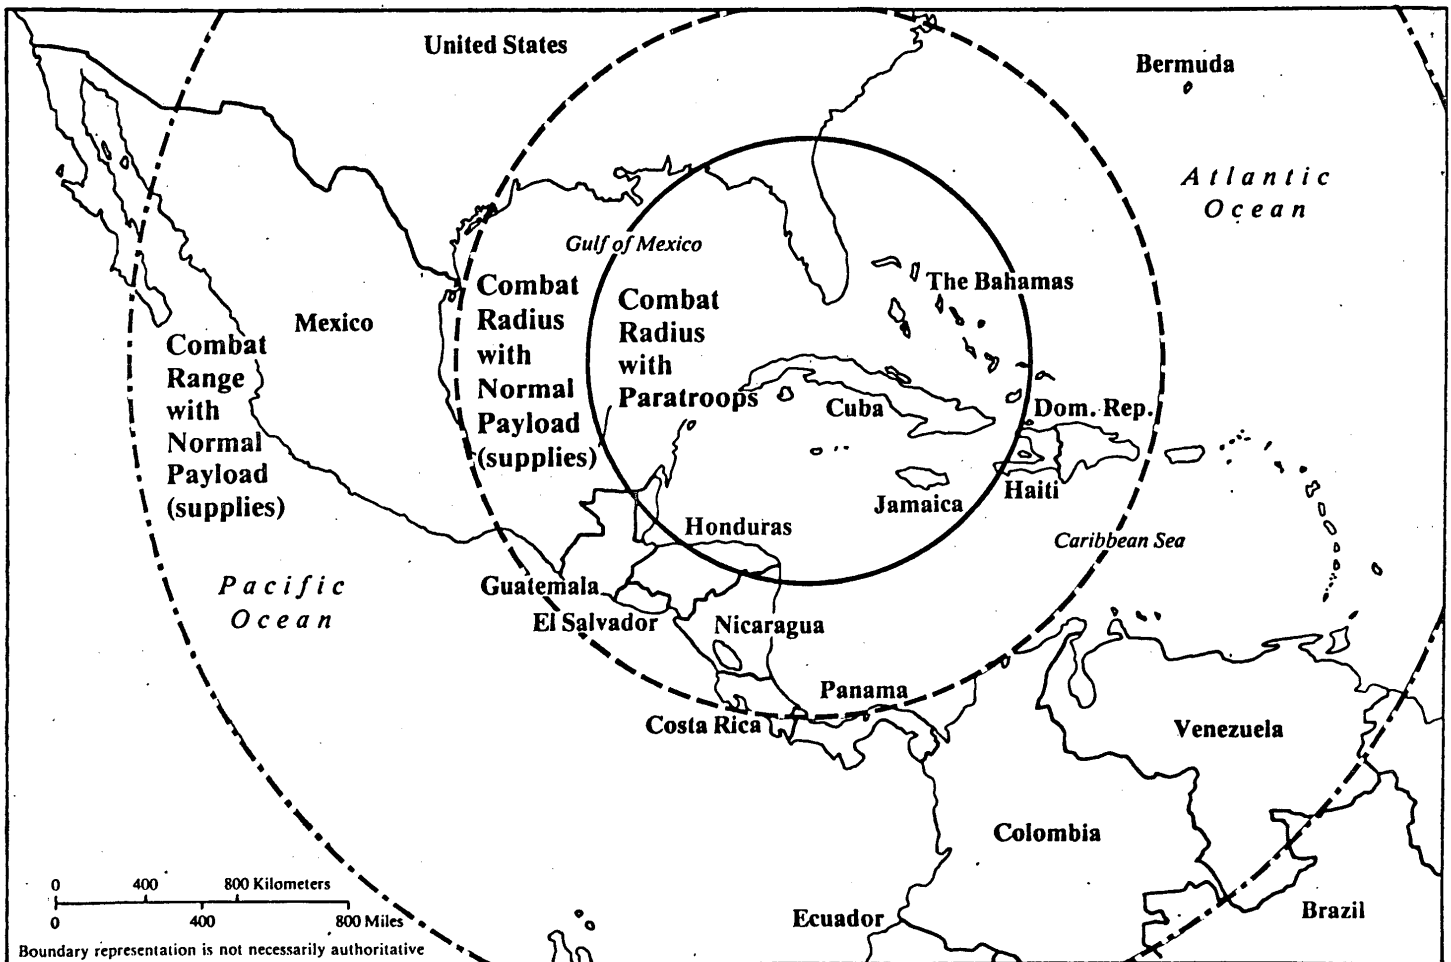 United States
Bermuda
Atlantic
Ocean
Gulf of Mexico
The Bahamas
Combat
Radius
with
Normal
Payload
(supplies)
Combat
Radius
with
Paratroops
Mexico
Combat
Range
with
Normal
Payload
(supplies)
Cuba
Dom. Rep.
Haiti
Jamaica
Honduras
Caribbean Sea
Pacific
Ocean
Guatemala
El Salvador
Nicaragua
Panama
Costa Rica
Venezuela
Colombia
Ecuador
Brazil
0 400 800 Kilometers
0 400 800 Miles
Boundary representation is not necessarily authoritative